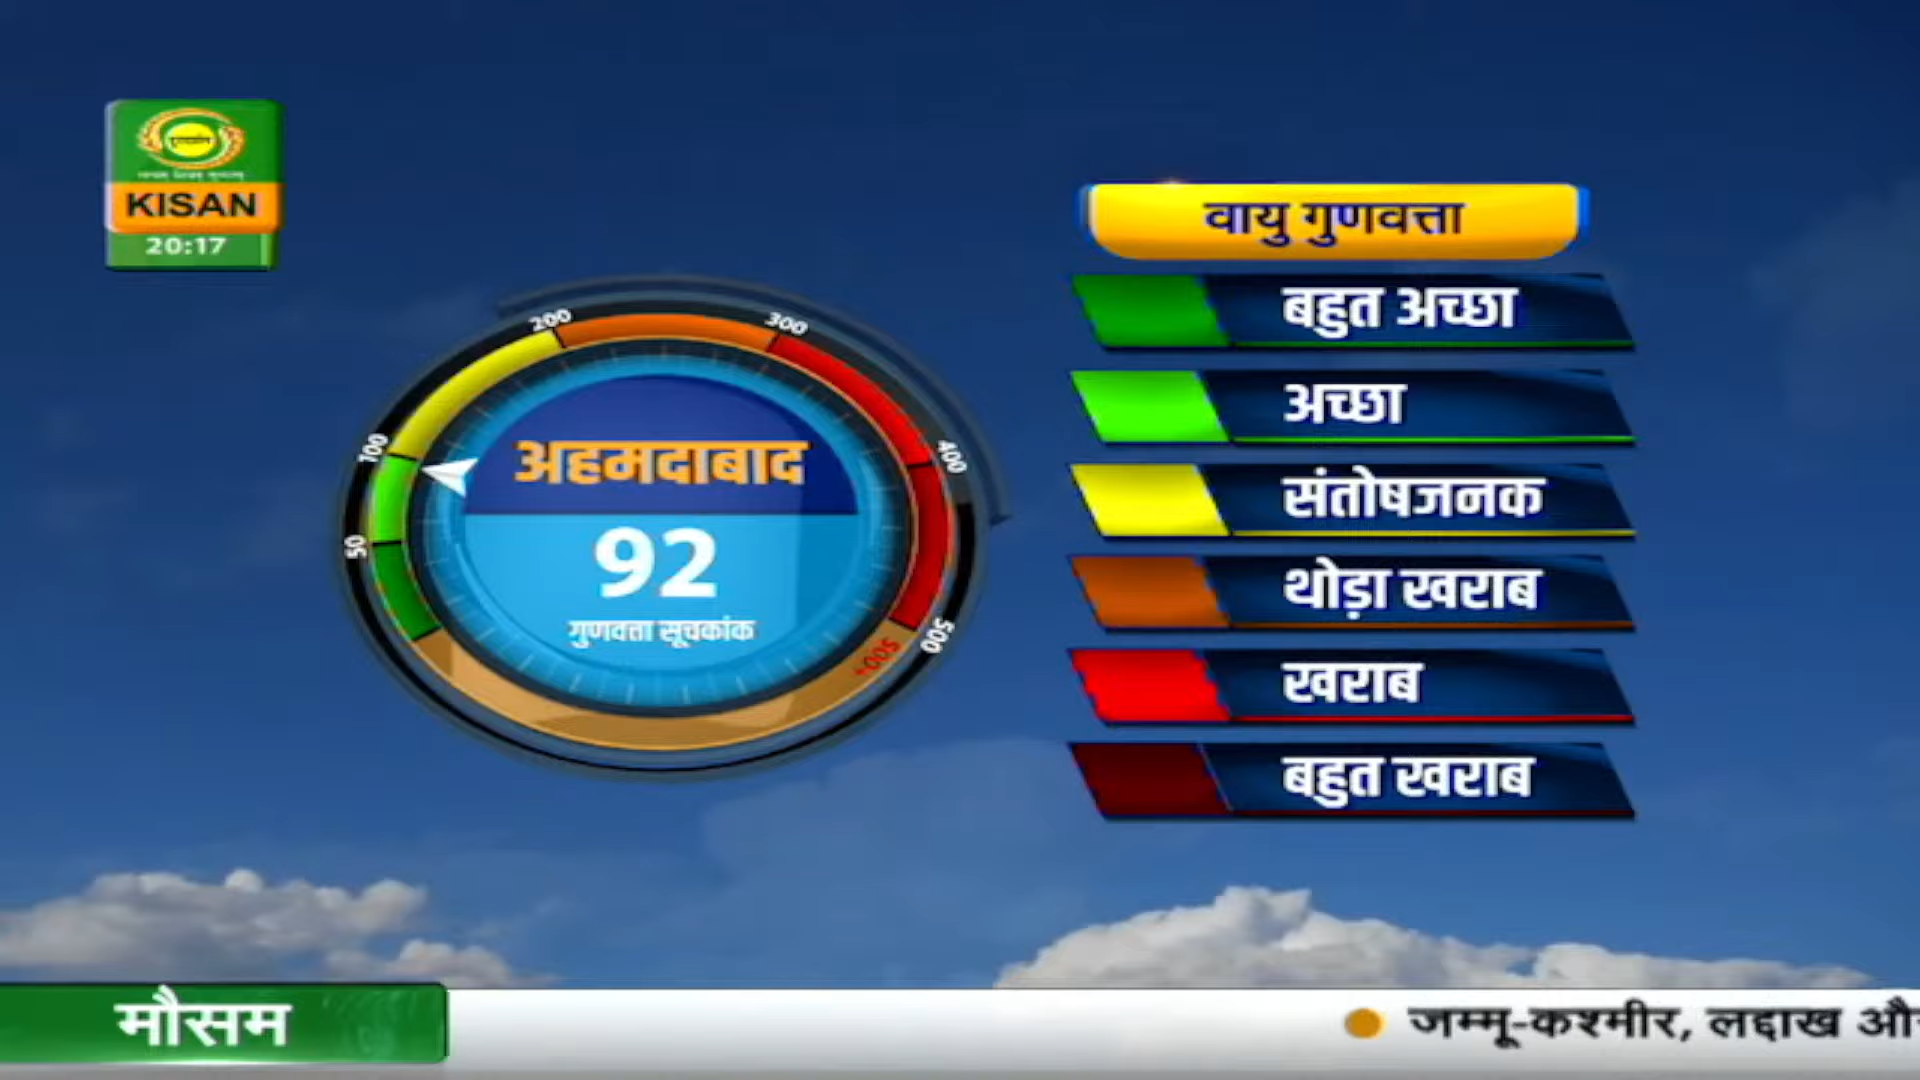 KISAN
20:17
वायु गुणवत्ता
बहुत अच्छा
अच्छा
संतोषजनक
थोड़ा खराब
खराब
बहुत खराब
50
100
200
300
400
500
500+
अहमदाबाद
92
गुणवत्ता सूचकांक
मौसम
जम्मू-कश्मीर, लद्दाख